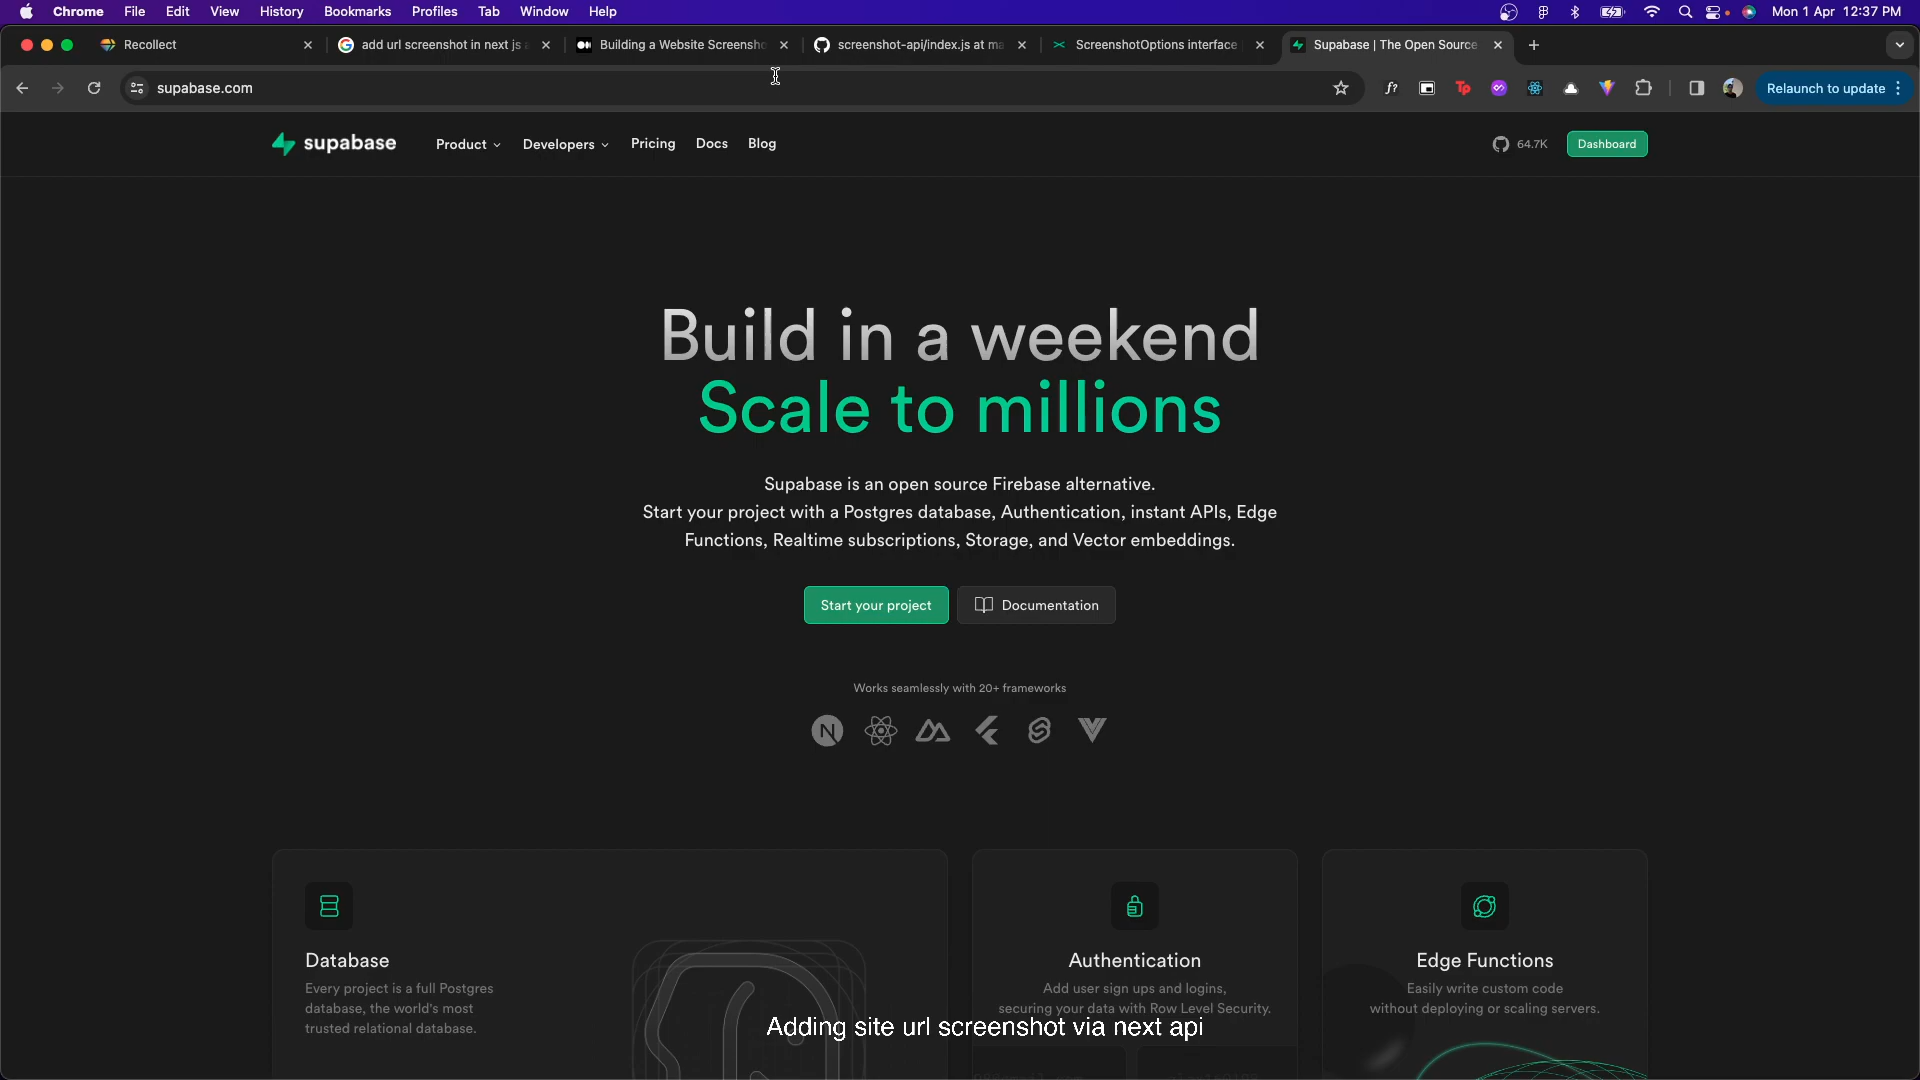 Chrome File Edit View History Bookmarks Profiles Tab Window Help Mon 1 Apr 12:37 PM
Recollect add url screenshot in next js Building a Website Screensho screenshot-api/index.js at ma ScreenshotOptions interface Supabase | The Open Source
supabase.com f? Tp Relaunch to update
supabase Product Developers Pricing Docs Blog 64.7K Dashboard
Build in a weekend
Scale to millions
Supabase is an open source Firebase alternative.
Start your project with a Postgres database, Authentication, instant APIs, Edge
Functions, Realtime subscriptions, Storage, and Vector embeddings.
Start your project Documentation
Works seamlessly with 20+ frameworks
N
Database
Every project is a full Postgres
database, the world's most
trusted relational database.
Authentication
Add user sign ups and logins,
securing your data with Row Level Security.
Edge Functions
Easily write custom code
without deploying or scaling servers.
Adding site url screenshot via next api